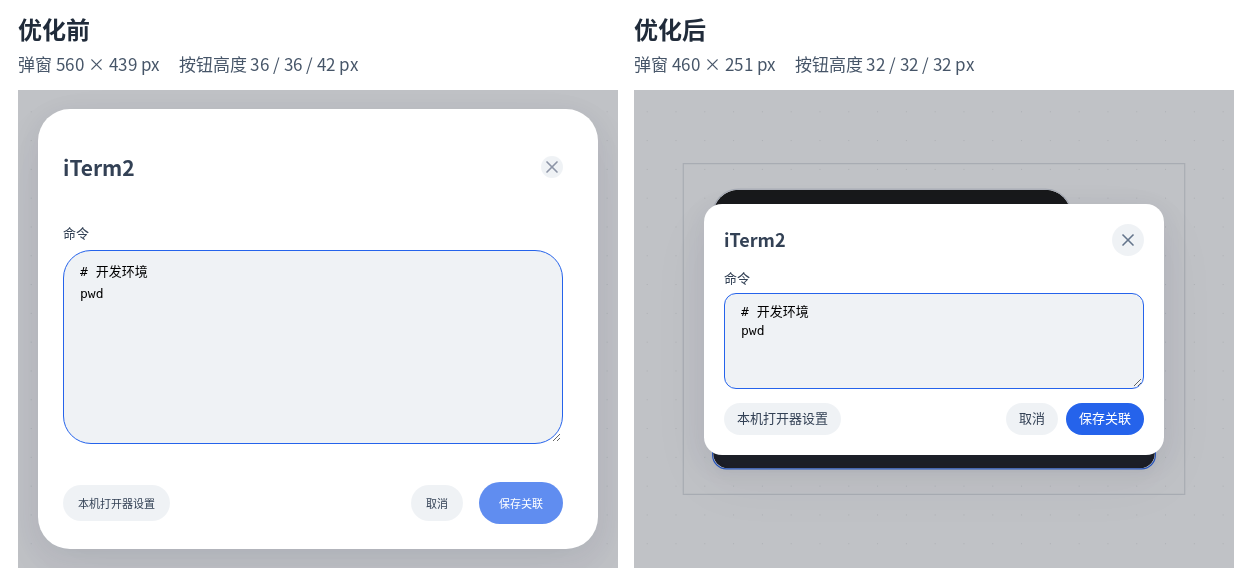 优化前
弹窗 560 × 439 px 按钮高度 36 / 36 / 42 px
iTerm2
命令
# 开发环境
pwd
本机打开器设置 取消 保存关联
优化后
弹窗 460 × 251 px 按钮高度 32 / 32 / 32 px
iTerm2
命令
# 开发环境
pwd
本机打开器设置 取消 保存关联